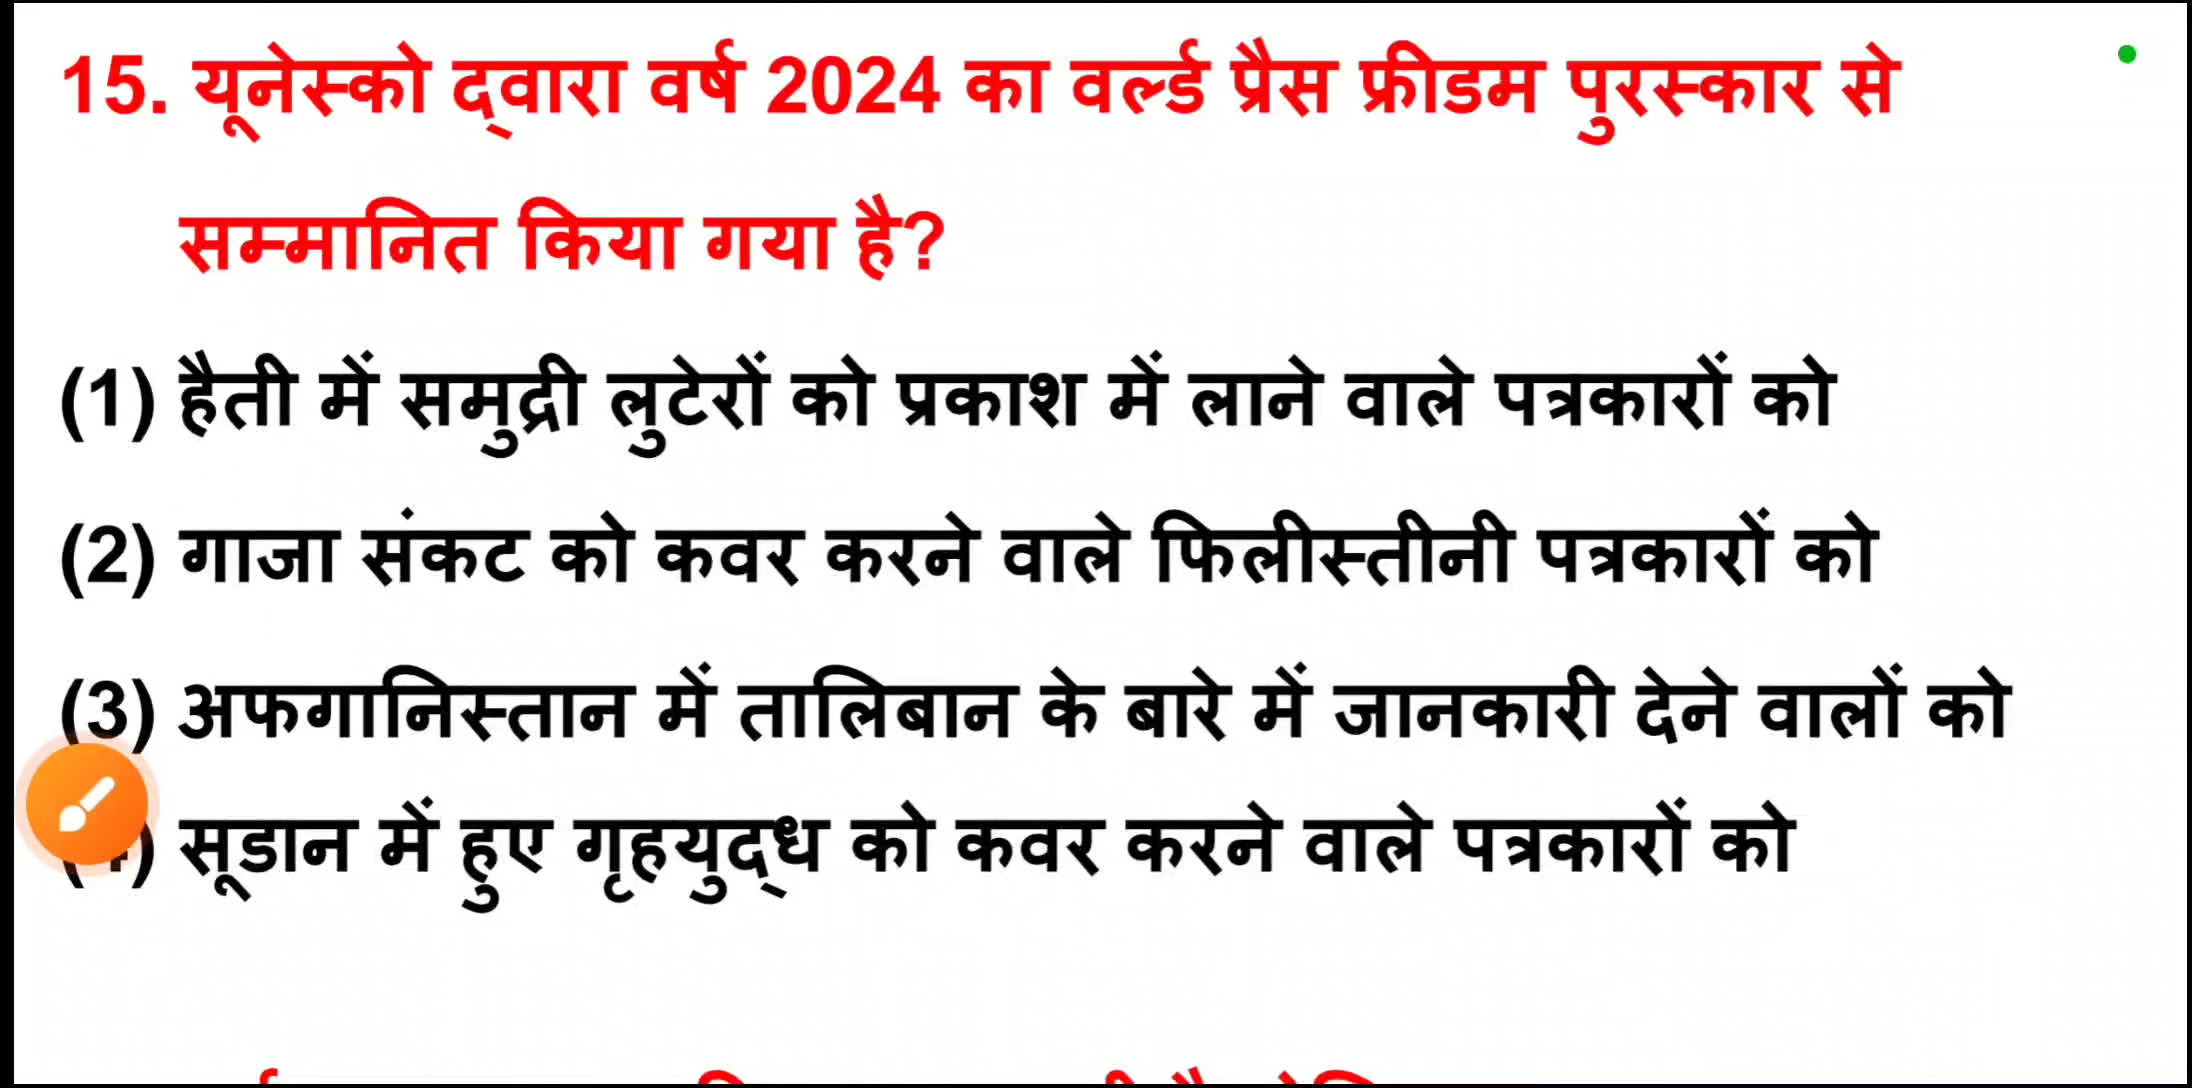 15. यूनेस्को द्वारा वर्ष 2024 का वर्ल्ड प्रैस फ्रीडम पुरस्कार से
सम्मानित किया गया है?
(1) हैती में समुद्री लुटेरों को प्रकाश में लाने वाले पत्रकारों को
(2) गाजा संकट को कवर करने वाले फिलीस्तीनी पत्रकारों को
(3) अफगानिस्तान में तालिबान के बारे में जानकारी देने वालों को
(4) सूडान में हुए गृहयुद्ध को कवर करने वाले पत्रकारों को